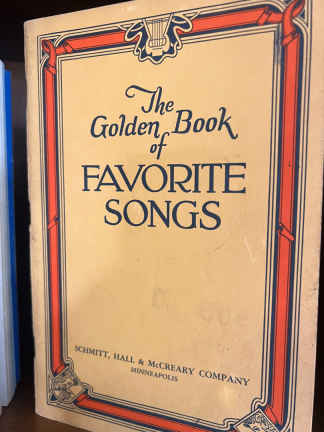 The
Golden Book
of
FAVORITE
SONGS
SCHMITT, HALL & McCREARY COMPANY
MINNEAPOLIS